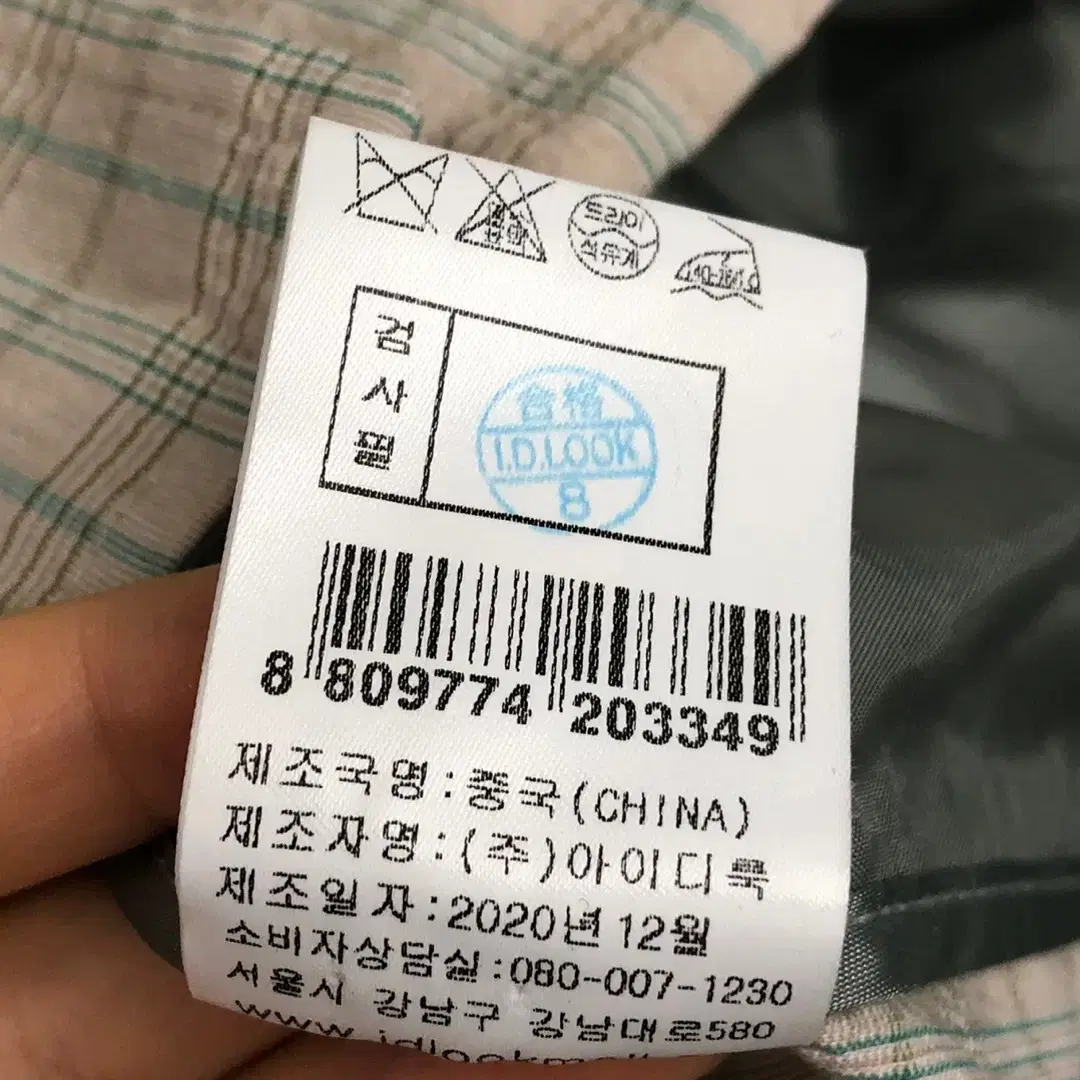 드라이
석유계
검
사
필
合格
I.D.LOOK
8
8 809774 203349
제조국명:중국(CHINA)
제조자명:(주)아이디룩
제조일자:2020년 12월
소비자상담실:080-007-1230
서울시 강남구 강남대로580